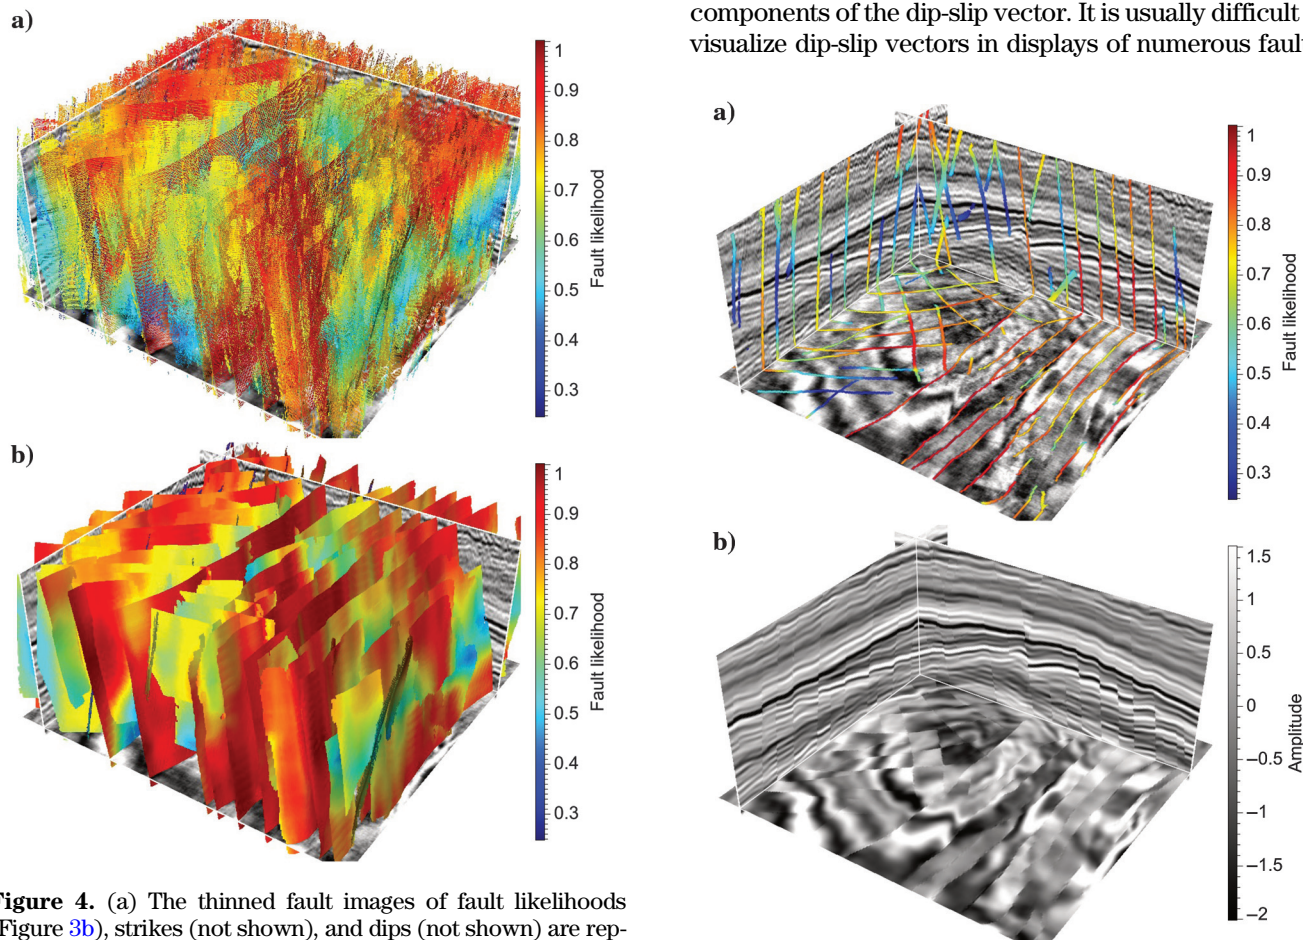 a)
1
0.9
0.8
0.7
0.6
0.5
0.4
0.3
Fault likelihood
b)
1
0.9
0.8
0.7
0.6
0.5
0.4
0.3
Fault likelihood
igure 4. (a) The thinned fault images of fault likelihoods
Figure 3b), strikes (not shown), and dips (not shown) are rep-
components of the dip-slip vector. It is usually difficult
visualize dip-slip vectors in displays of numerous faul
a)
1
0.9
0.8
0.7
0.6
0.5
0.4
0.3
Fault likelihood
b)
1.5
1
0.5
0
−0.5
−1
−1.5
−2
Amplitude